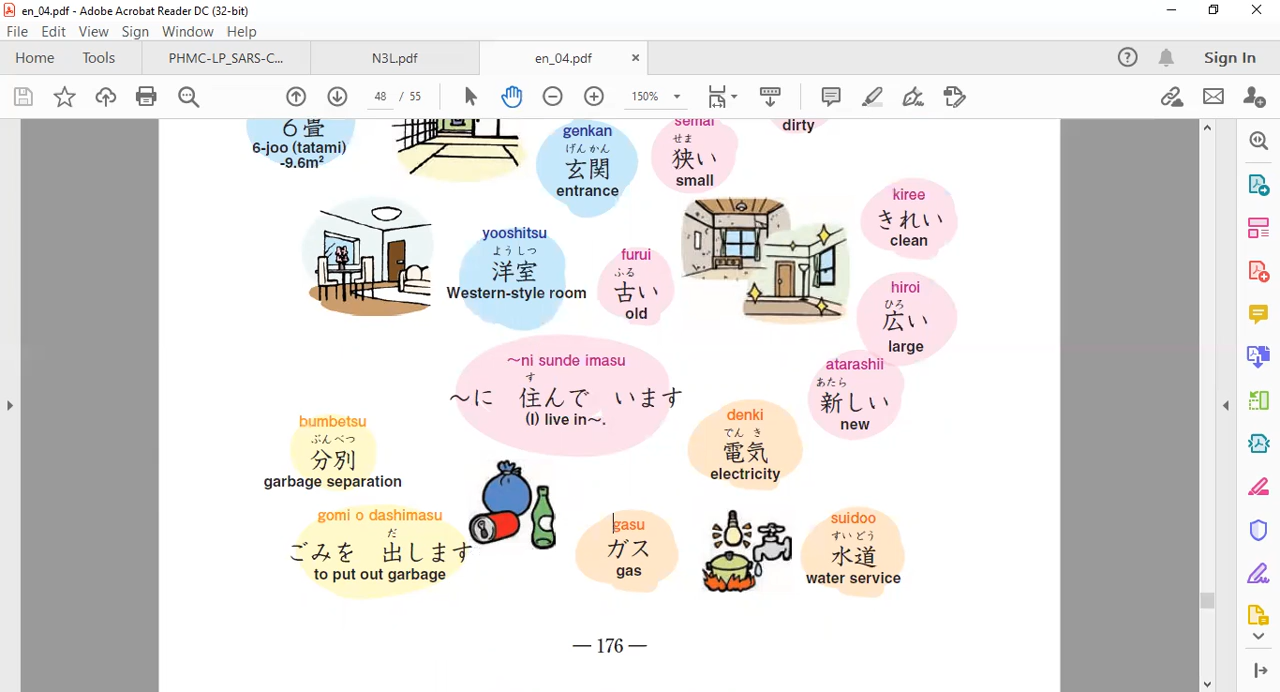 en_04.pdf - Adobe Acrobat Reader DC (32-bit)
File Edit View Sign Window Help
Home Tools PHMC-LP_SARS-C... N3L.pdf en_04.pdf × Sign In
48 / 55 150%
6畳
6-joo (tatami)
-9.6m²
genkan
げんかん
玄関
entrance
semai
せま
狭い
small
dirty
kiree
きれい
clean
yooshitsu
ようしつ
洋室
Western-style room
furui
ふる
古い
old
hiroi
ひろ
広い
large
~ni sunde imasu
す
~に 住んで います
(I) live in~.
atarashii
あたら
新しい
new
bumbetsu
ぶんべつ
分別
garbage separation
denki
でん き
電気
electricity
gomi o dashimasu
だ
ごみを 出します
to put out garbage
gasu
ガス
gas
suidoo
すいどう
水道
water service
— 176 —